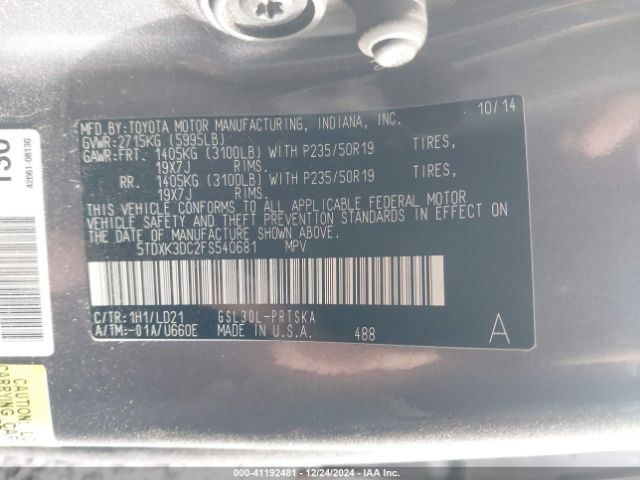 10/14
MFD.BY:TOYOTA MOTOR MANUFACTURING, INDIANA, INC.
GVWR:2715KG (5995LB)
GAWR:FRT. 1405KG (3100LB) WITH P235/50R19 TIRES,
19X7J RIMS.
RR. 1405KG (3100LB) WITH P235/50R19 TIRES,
19X7J RIMS.
THIS VEHICLE CONFORMS TO ALL APPLICABLE FEDERAL MOTOR
VEHICLE SAFETY AND THEFT PREVENTION STANDARDS IN EFFECT ON
THE DATE OF MANUFACTURE SHOWN ABOVE.
5TDXK3DC2FS540681 MPV
C/TR:1H1/LD21 GSL30L-PRTSKA
A/TM:-01A/U660E MADE IN U.S.A. 488 A
42661-08130
CAUTION
CARRYING
000-41192481 - 12/24/2024 - IAA Inc.